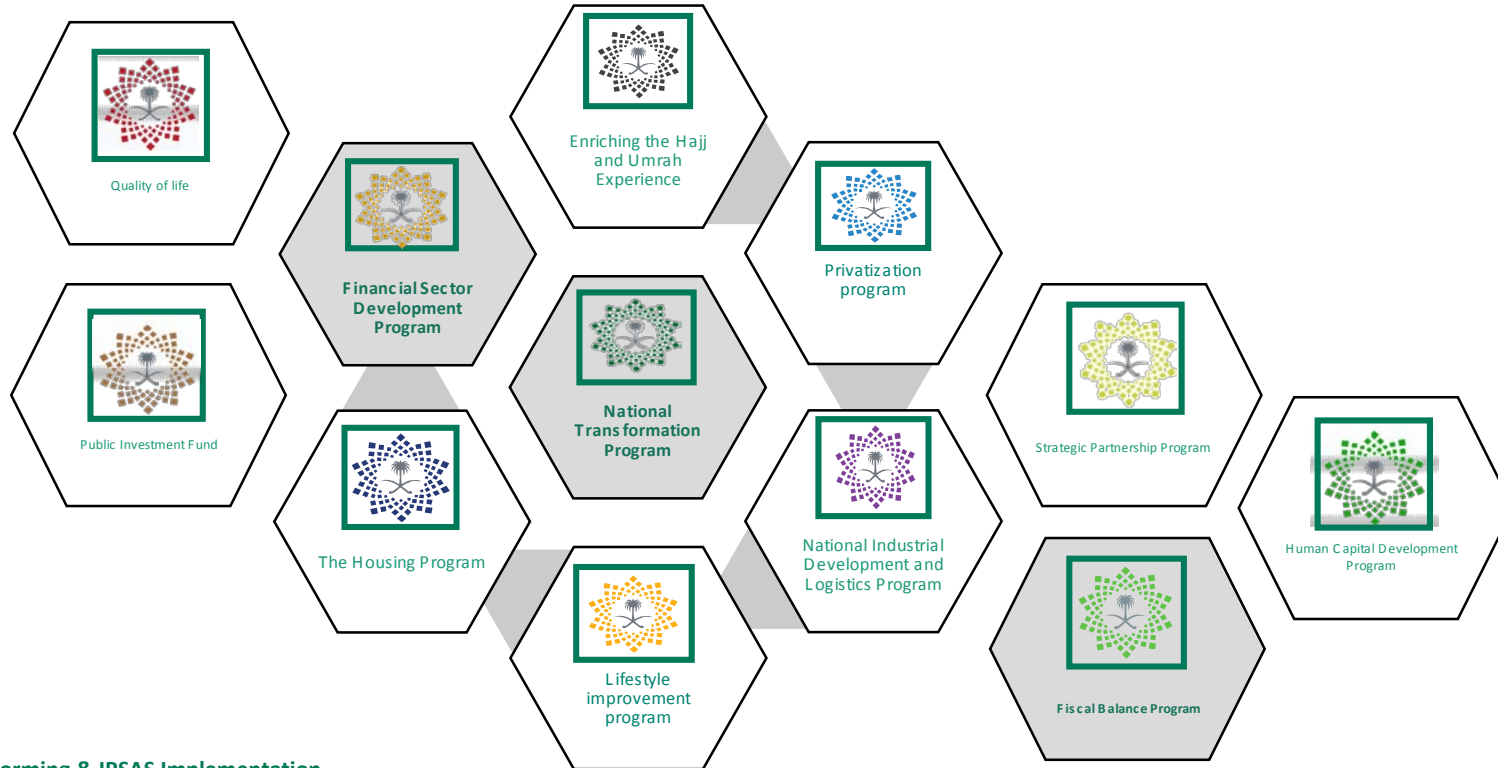 Quality of life
Enriching the Hajj
and Umrah
Experience
Financial Sector
Development
Program
Privatization
program
Public Investment Fund
National
Transformation
Program
Strategic Partnership Program
The Housing Program
National Industrial
Development and
Logistics Program
Human Capital Development
Program
Lifestyle
improvement
program
Fiscal Balance Program
& IPSAS Implementation